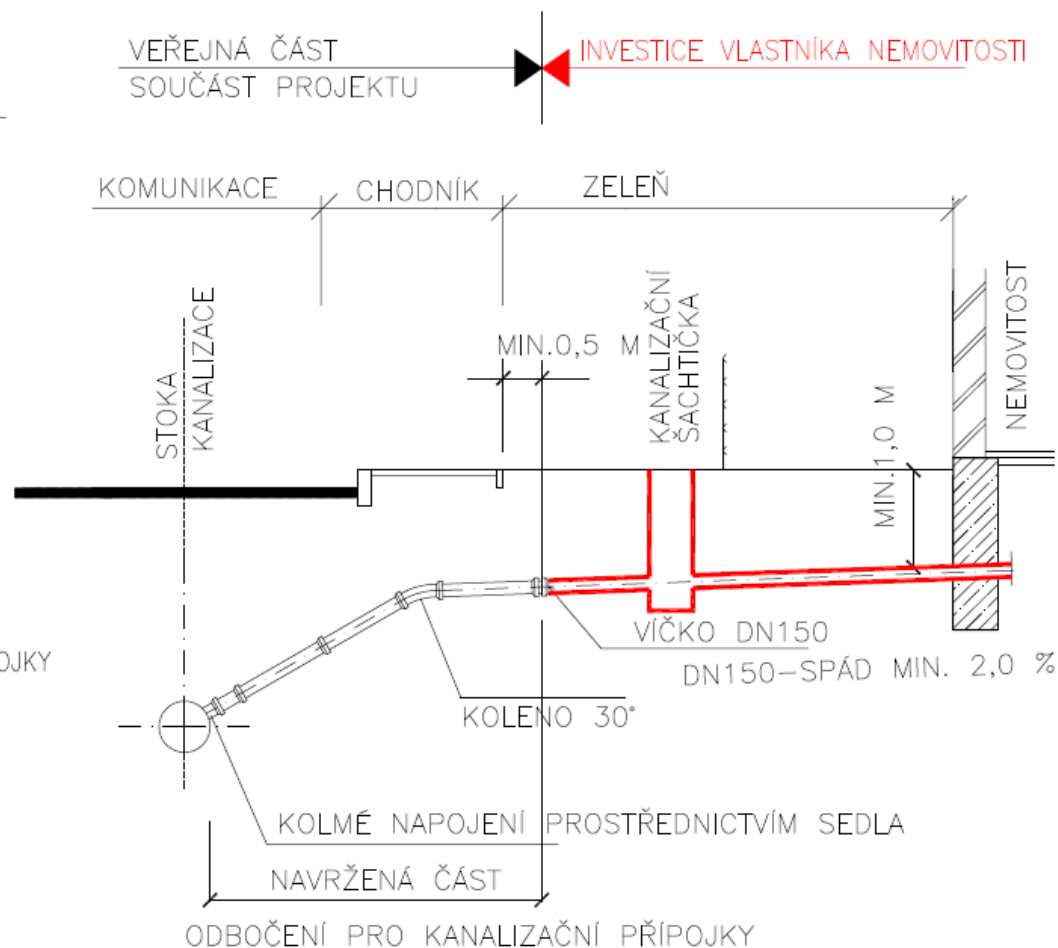 VEŘEJNÁ ČÁST
SOUČÁST PROJEKTU
INVESTICE VLASTNÍKA NEMOVITOSTI
KOMUNIKACE
CHODNÍK
ZELEŇ
STOKA
KANALIZACE
MIN.0,5 M
KANALIZAČNÍ
ŠACHTIČKA
MIN.1,0 M
NEMOVITOST
VÍČKO DN150
DN150-SPÁD MIN. 2,0 %
OJKY
KOLENO 30°
KOLMÉ NAPOJENÍ PROSTŘEDNICTVÍM SEDLA
NAVRŽENÁ ČÁST
ODBOČENÍ PRO KANALIZAČNÍ PŘÍPOJKY